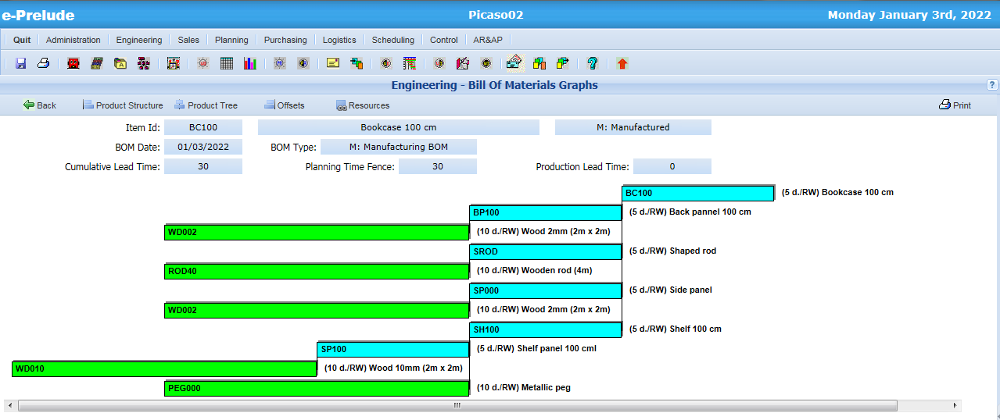 e-Prelude Picaso02 Monday January 3rd, 2022
Quit Administration Engineering Sales Planning Purchasing Logistics Scheduling Control AR&AP
Engineering - Bill Of Materials Graphs ?
Back Product Structure Product Tree Offsets Resources Print
Item Id: BC100 Bookcase 100 cm M: Manufactured
BOM Date: 01/03/2022 BOM Type: M: Manufacturing BOM
Cumulative Lead Time: 30 Planning Time Fence: 30 Production Lead Time: 0
BC100 (5 d./RW) Bookcase 100 cm
BP100 (5 d./RW) Back pannel 100 cm
WD002 (10 d./RW) Wood 2mm (2m x 2m)
SROD (5 d./RW) Shaped rod
ROD40 (10 d./RW) Wooden rod (4m)
SP000 (5 d./RW) Side panel
WD002 (10 d./RW) Wood 2mm (2m x 2m)
SH100 (5 d./RW) Shelf 100 cm
SP100 (5 d./RW) Shelf panel 100 cml
WD010 (10 d./RW) Wood 10mm (2m x 2m)
PEG000 (10 d./RW) Metallic peg